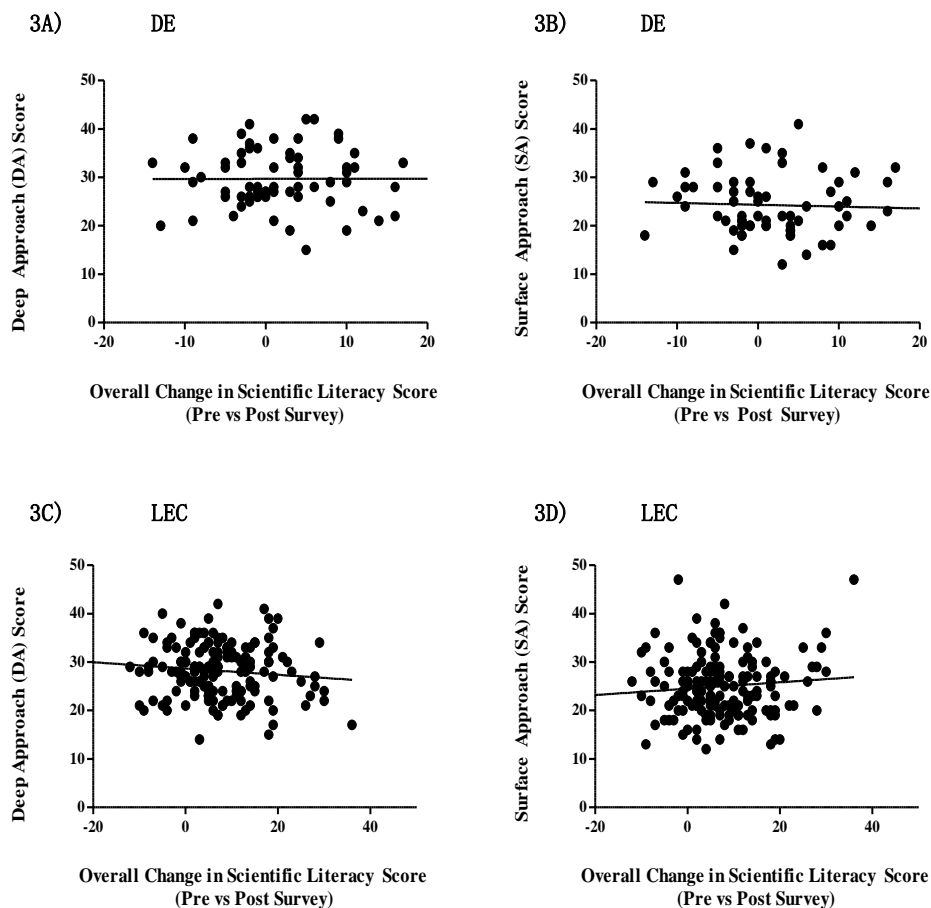 3A) DE
3B) DE
50
40
30
20
10
0
Deep Approach (DA) Score
-20 -10 0 10 20
Overall Change in Scientific Literacy Score
(Pre vs Post Survey)
50
40
30
20
10
0
Surface Approach (SA) Score
-20 -10 0 10 20
Overall Change in Scientific Literacy Score
(Pre vs Post Survey)
3C) LEC
3D) LEC
50
40
30
20
10
0
Deep Approach (DA) Score
-20 0 20 40
Overall Change in Scientific Literacy Score
(Pre vs Post Survey)
50
40
30
20
10
0
Surface Approach (SA) Score
-20 0 20 40
Overall Change in Scientific Literacy Score
(Pre vs Post Survey)